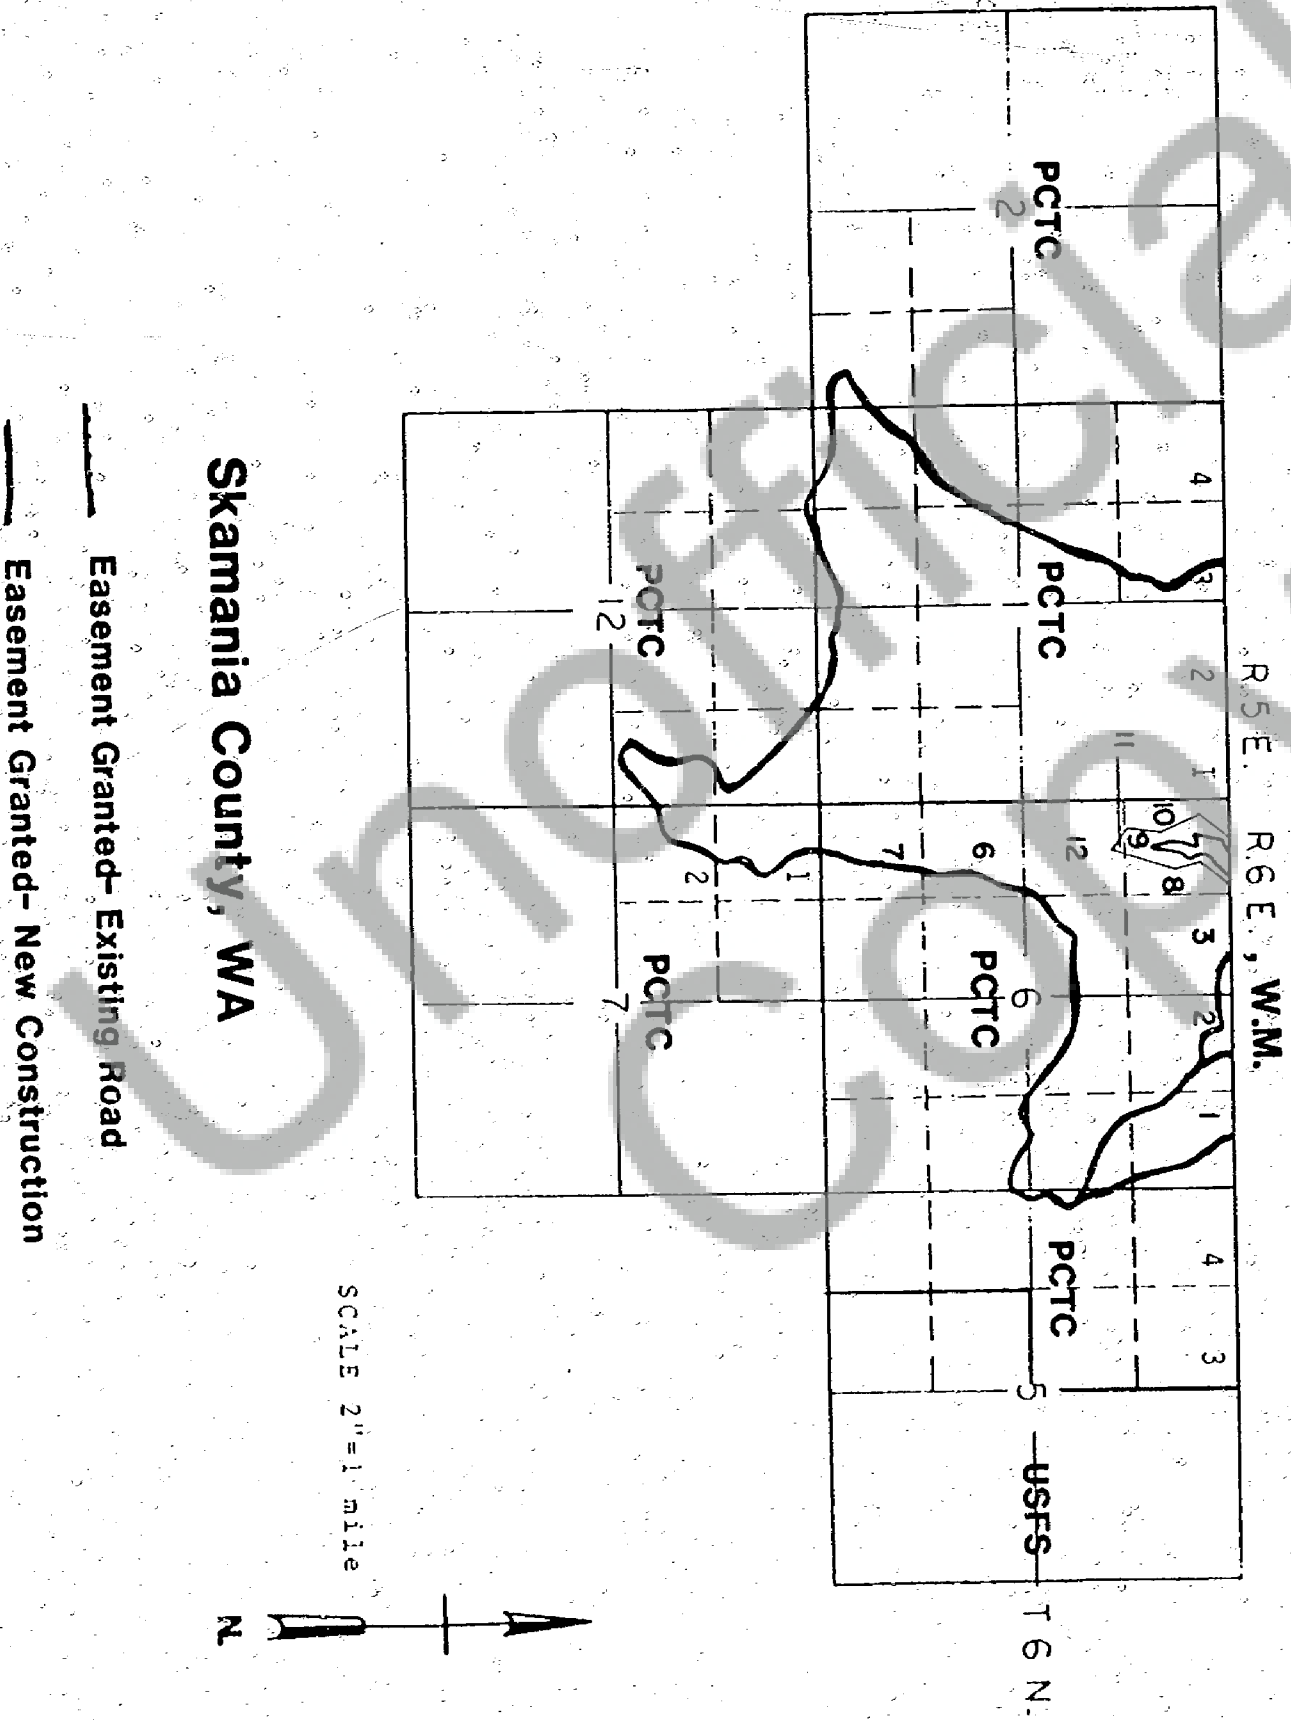 R.5 E. R.6 E., W.M.
4
3
2
1
11
10
9
7
8
12
3
2
1
4
3
PCTC
2
PCTC
PCTC
6
PCTC
5
USFS
T 6 N.
6
7
1
2
PCTC
12
PCTC
7
Skamania County, WA
Easement Granted- Existing Road
Easement Granted- New Construction
SCALE 2"=1 mile
N
Unofficial
Copy